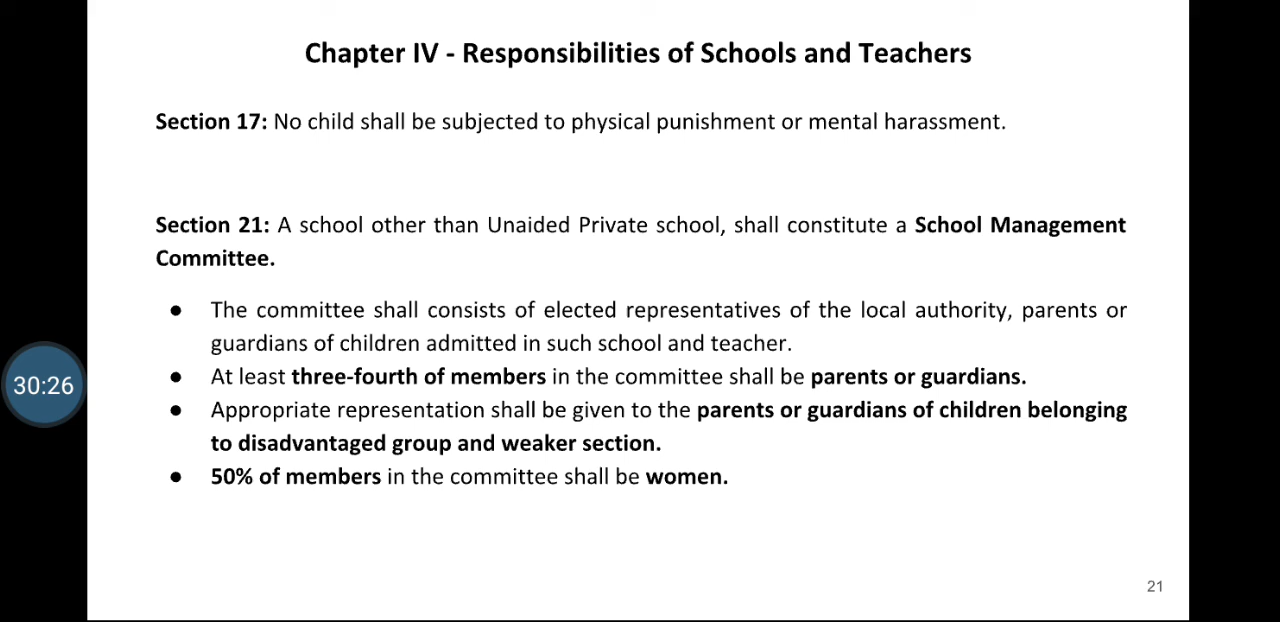 Chapter IV - Responsibilities of Schools and Teachers
Section 17: No child shall be subjected to physical punishment or mental harassment.
Section 21: A school other than Unaided Private school, shall constitute a School Management
Committee.
● The committee shall consists of elected representatives of the local authority, parents or
guardians of children admitted in such school and teacher.
● At least three-fourth of members in the committee shall be parents or guardians.
● Appropriate representation shall be given to the parents or guardians of children belonging
to disadvantaged group and weaker section.
● 50% of members in the committee shall be women.
30:26
21